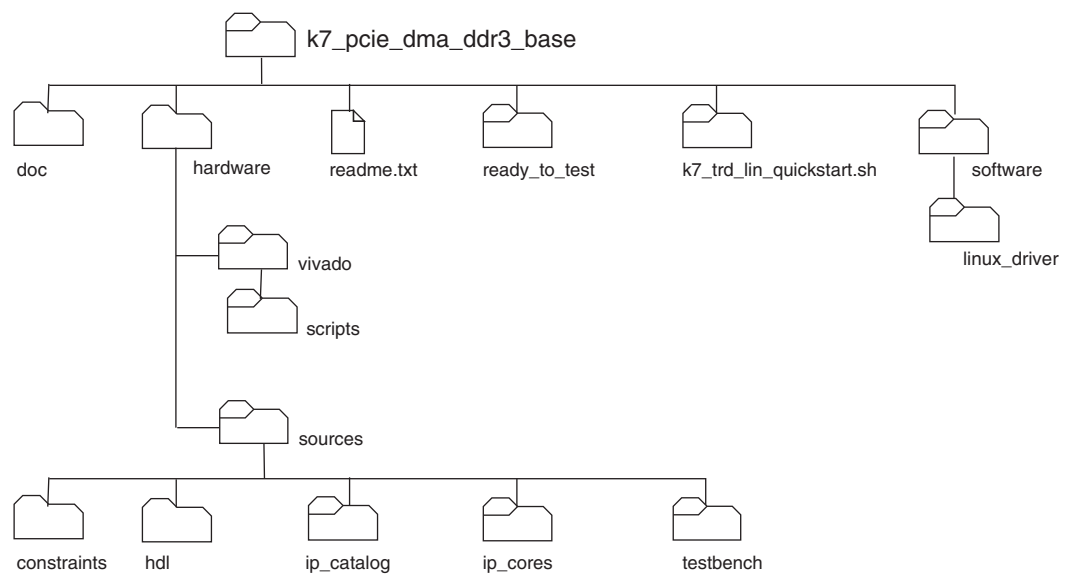 k7_pcie_dma_ddr3_base
doc
hardware
readme.txt
ready_to_test
k7_trd_lin_quickstart.sh
software
linux_driver
vivado
scripts
sources
constraints
hdl
ip_catalog
ip_cores
testbench